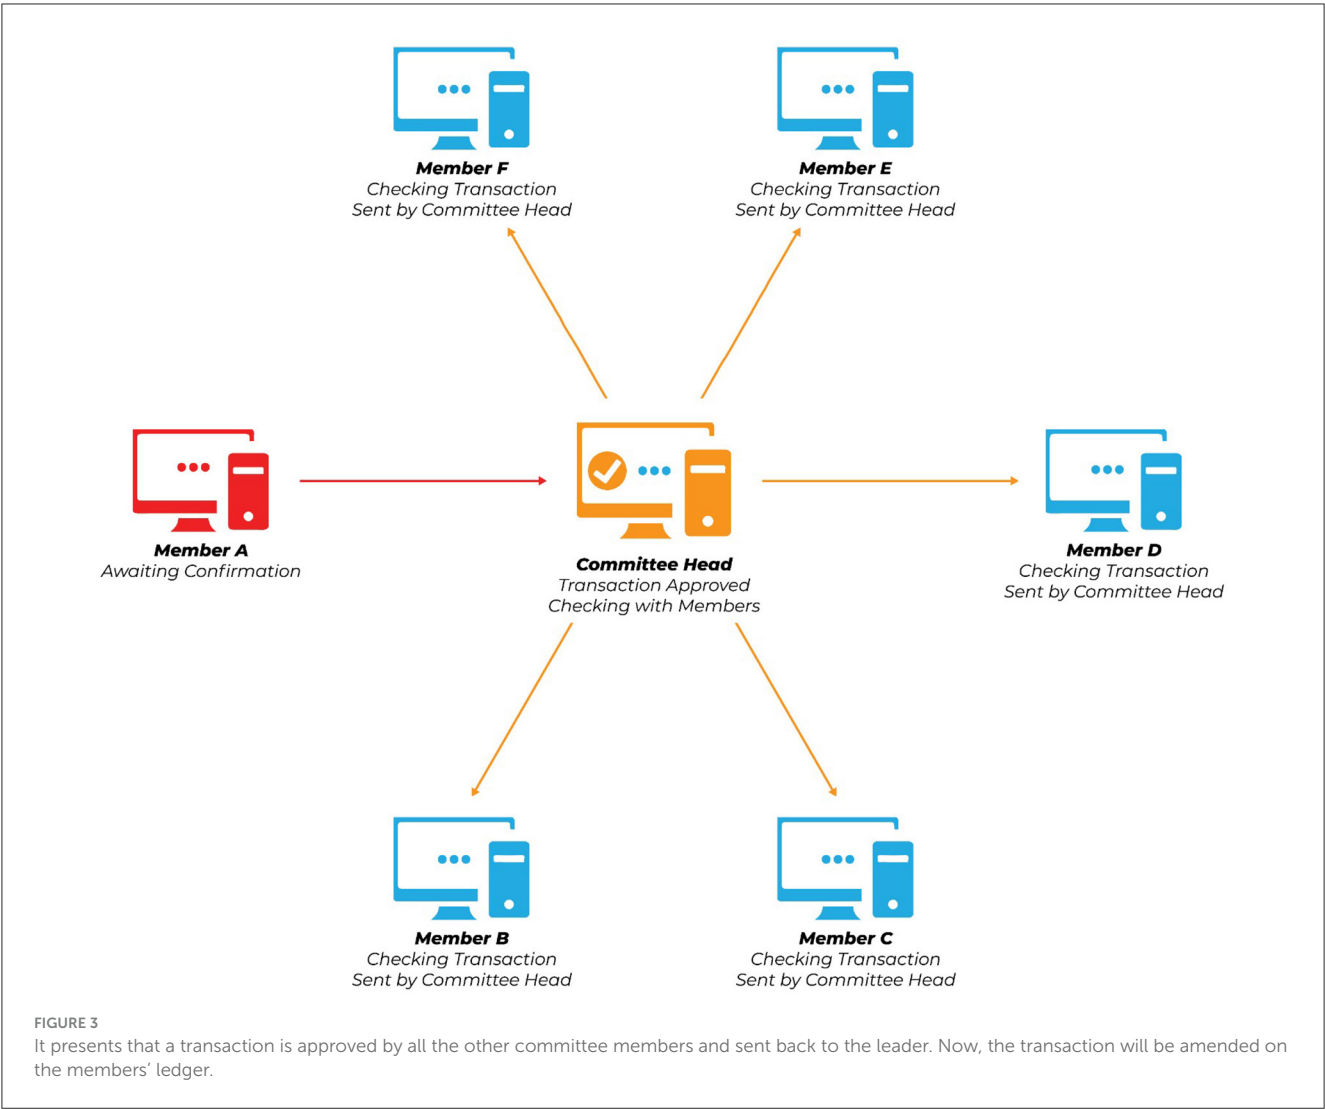 Member F
Checking Transaction
Sent by Committee Head
Member E
Checking Transaction
Sent by Committee Head
Member A
Awaiting Confirmation
Committee Head
Transaction Approved
Checking with Members
Member D
Checking Transaction
Sent by Committee Head
Member B
Checking Transaction
Sent by Committee Head
Member C
Checking Transaction
Sent by Committee Head
FIGURE 3
It presents that a transaction is approved by all the other committee members and sent back to the leader. Now, the transaction will be amended on
the members’ ledger.